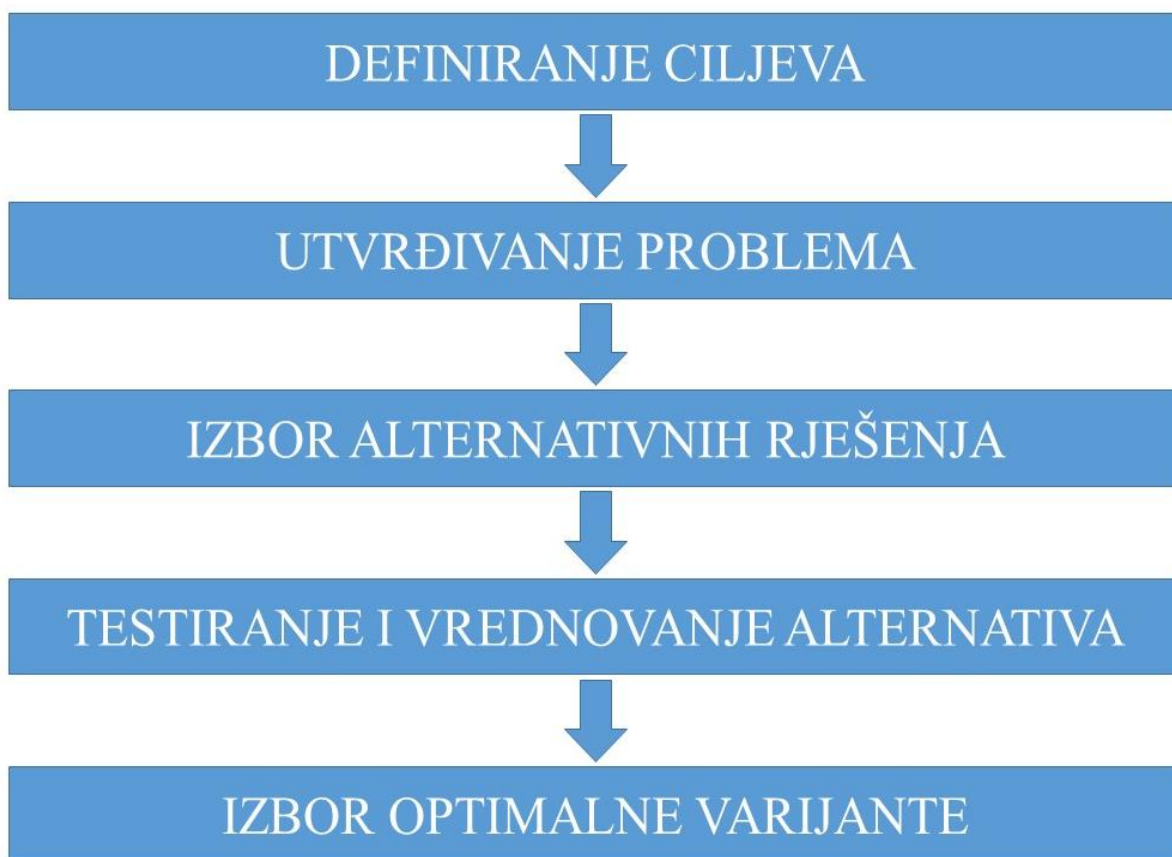 DEFINIRANJE CILJEVA
UTVRĐIVANJE PROBLEMA
IZBOR ALTERNATIVNIH RJEŠENJA
TESTIRANJE I VREDNOVANJE ALTERNATIVA
IZBOR OPTIMALNE VARIJANTE